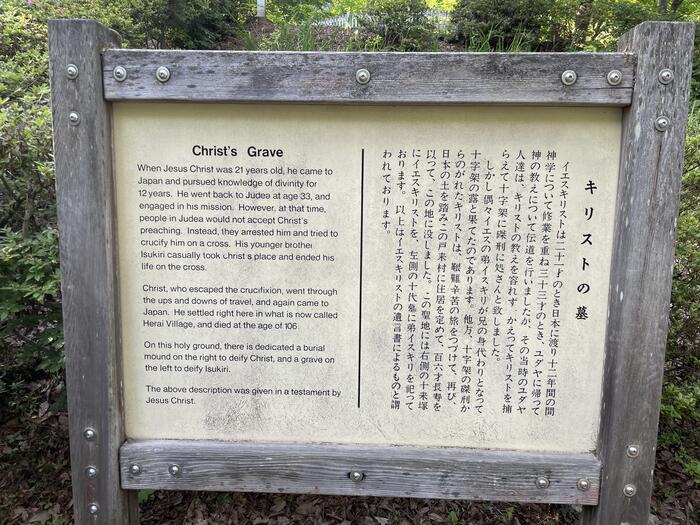 Christ's Grave
When Jesus Christ was 21 years old, he came to
Japan and pursued knowledge of divinity for
12 years. He went back to Judea at age 33, and
engaged in his mission. However, at that time,
people in Judea would not accept Christ's
preaching. Instead, they arrested him and tried to
crucify him on a cross. His younger brother
Isukiri casually took christ s place and ended his
life on the cross.
Christ, who escaped the crucifixion, went through
the ups and downs of travel, and again came to
Japan. He settled right here in what is now called
Herai Village, and died at the age of 106
On this holy ground, there is dedicated a burial
mound on the right to deify Christ, and a grave on
the left to deify Isukiri.
The above description was given in a testament by
Jesus Christ.
キリストの墓
イエスキリストは二十一才のとき日本に渡り十二年間の間
神学について修業を重ね三十三才のとき、ユダヤに帰って
神の教えについて伝道を行いましたが、その当時のユダヤ
人達は、キリストの教えを容れず、かえってキリストを捕
らえて十字架に磔刑に処さんと致しました。
しかし偶々イエスの弟イスキリが兄の身代わりとなって
十字架の露と果てたのであります。他方、十字架の磔刑か
らのがれたキリストは、艱難辛苦の旅をつづけて、再び、
日本の土を踏みこの戸来村に住居を定めて、百六才長寿を
以って、この地に没しました。この聖地には右側の十来塚
にイエスキリストを、左側の十代墓に弟イスキリを祀って
おります。以上はイエスキリストの遺言書によるものと謂
われております。